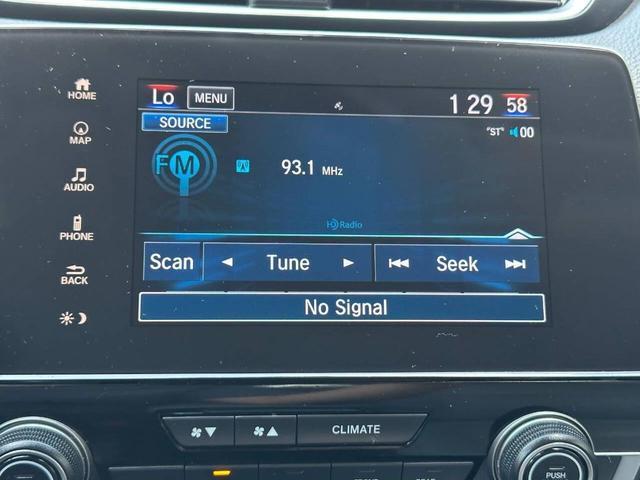 HOME
MAP
AUDIO
PHONE
BACK
Lo MENU 1 29 58
SOURCE "ST" 00
FM 93.1 MHz
HD Radio
Scan Tune Seek
No Signal
CLIMATE
PUSH